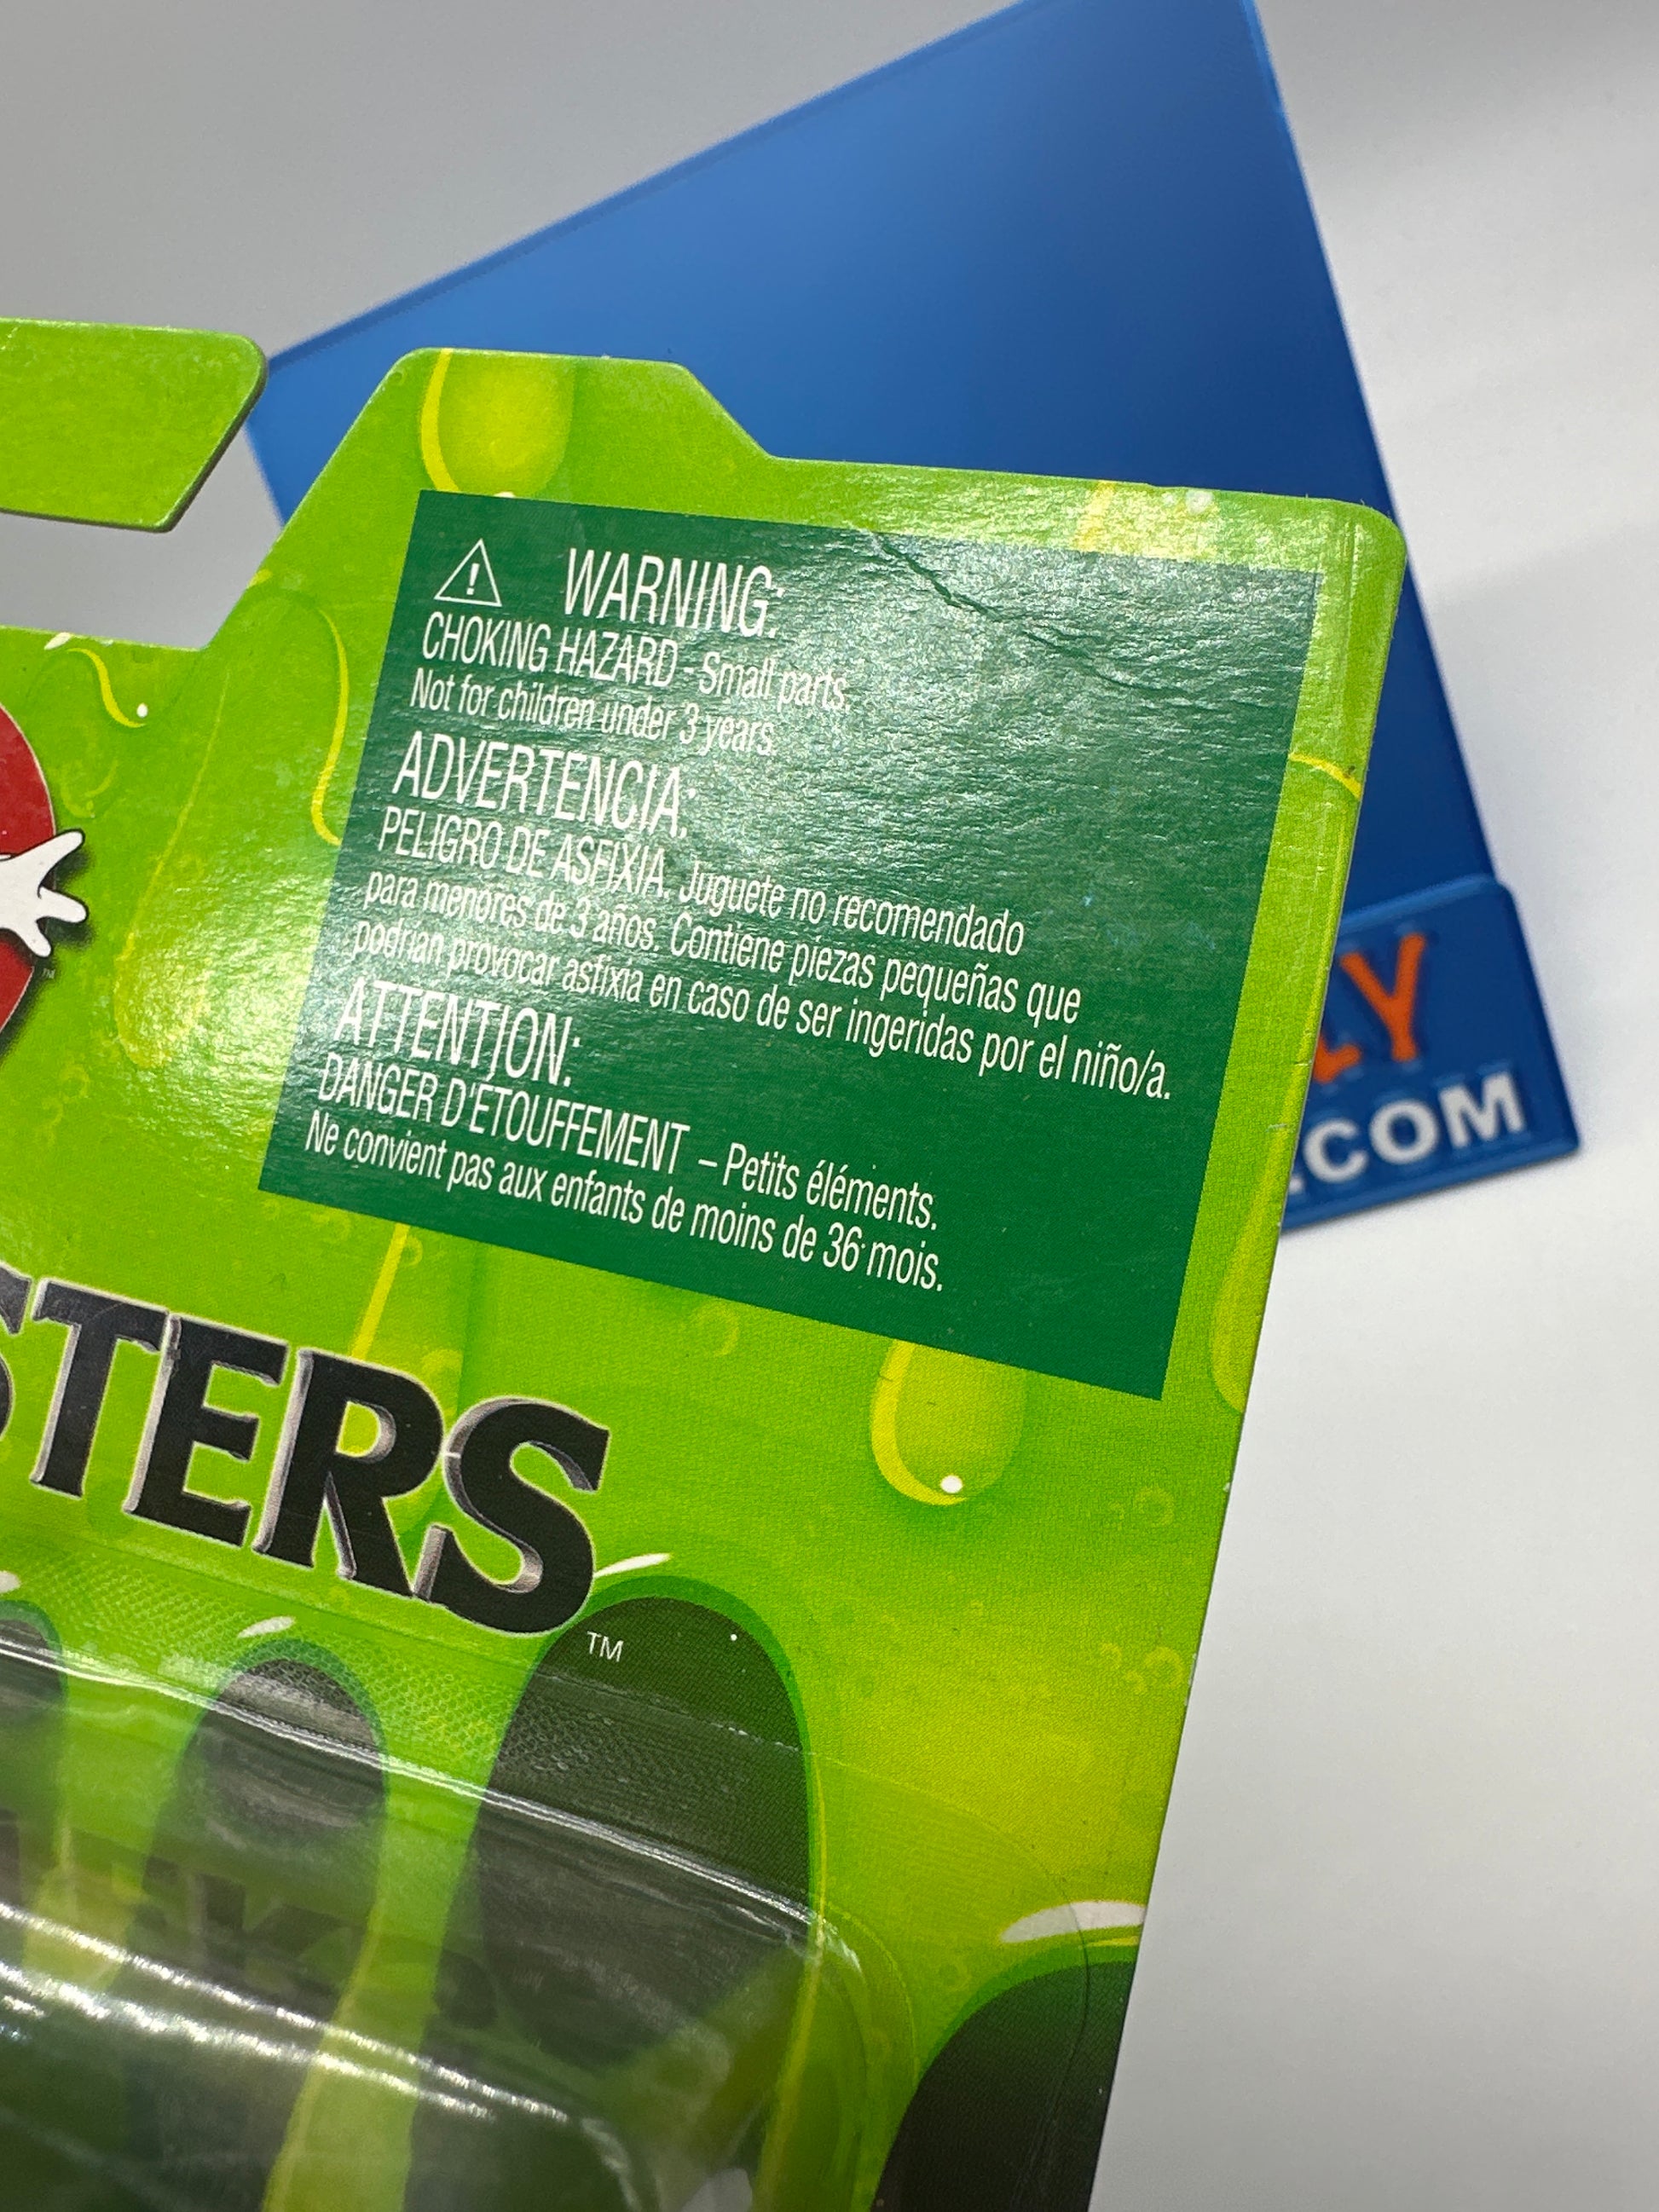 WARNING:
CHOKING HAZARD - Small parts.
Not for children under 3 years.
ADVERTENCIA:
PELIGRO DE ASFIXIA. Juguete no recomendado
para menores de 3 años. Contiene piezas pequeñas que
podrían provocar asfixia en caso de ser ingeridas por el niño/a.
ATTENTION:
DANGER D'ÉTOUFFEMENT – Petits éléments.
Ne convient pas aux enfants de moins de 36 mois.
TM
LY
.COM
STERS
TM